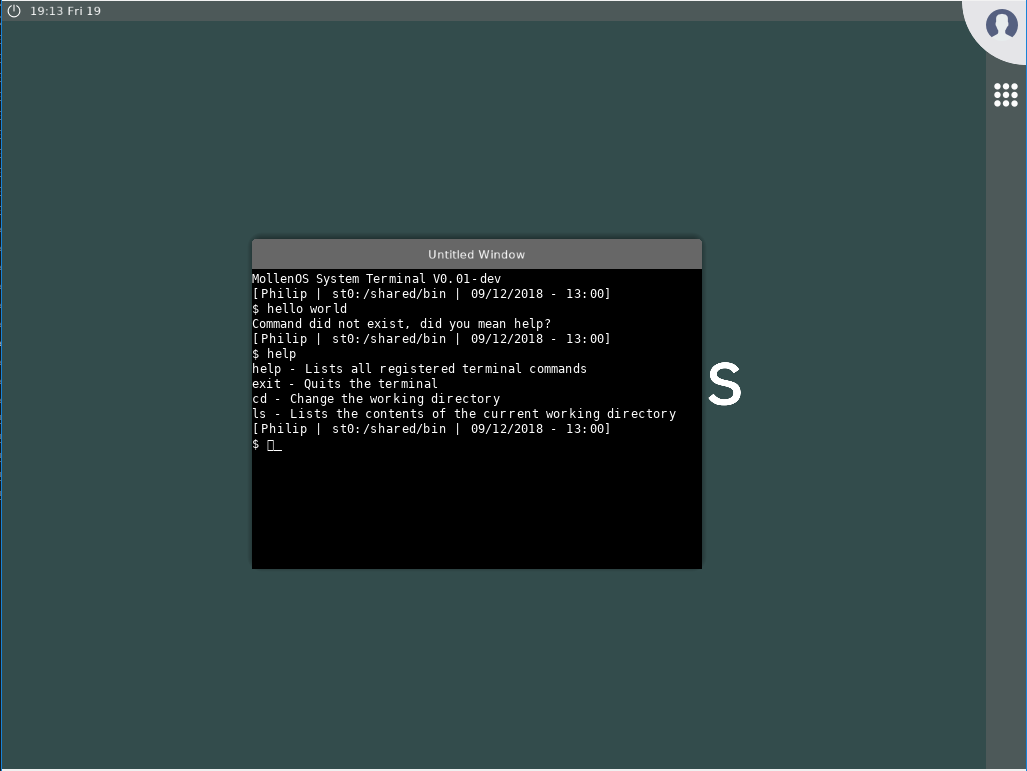 19:13 Fri 19
Untitled Window
MollenOS System Terminal V0.01-dev
[Philip | st0:/shared/bin | 09/12/2018 - 13:00]
$ hello world
Command did not exist, did you mean help?
[Philip | st0:/shared/bin | 09/12/2018 - 13:00]
$ help
help - Lists all registered terminal commands
exit - Quits the terminal
cd - Change the working directory
ls - Lists the contents of the current working directory
[Philip | st0:/shared/bin | 09/12/2018 - 13:00]
$ _
S